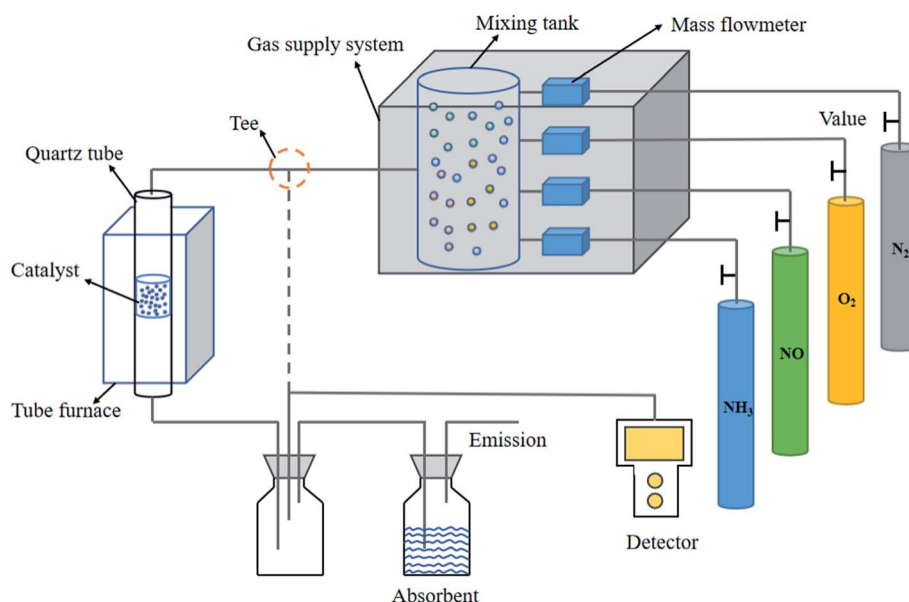 Mixing tank
Mass flowmeter
Gas supply system
Tee
Value
Quartz tube
N2
Catalyst
O2
NO
Tube furnace
NH3
Emission
Detector
Absorbent